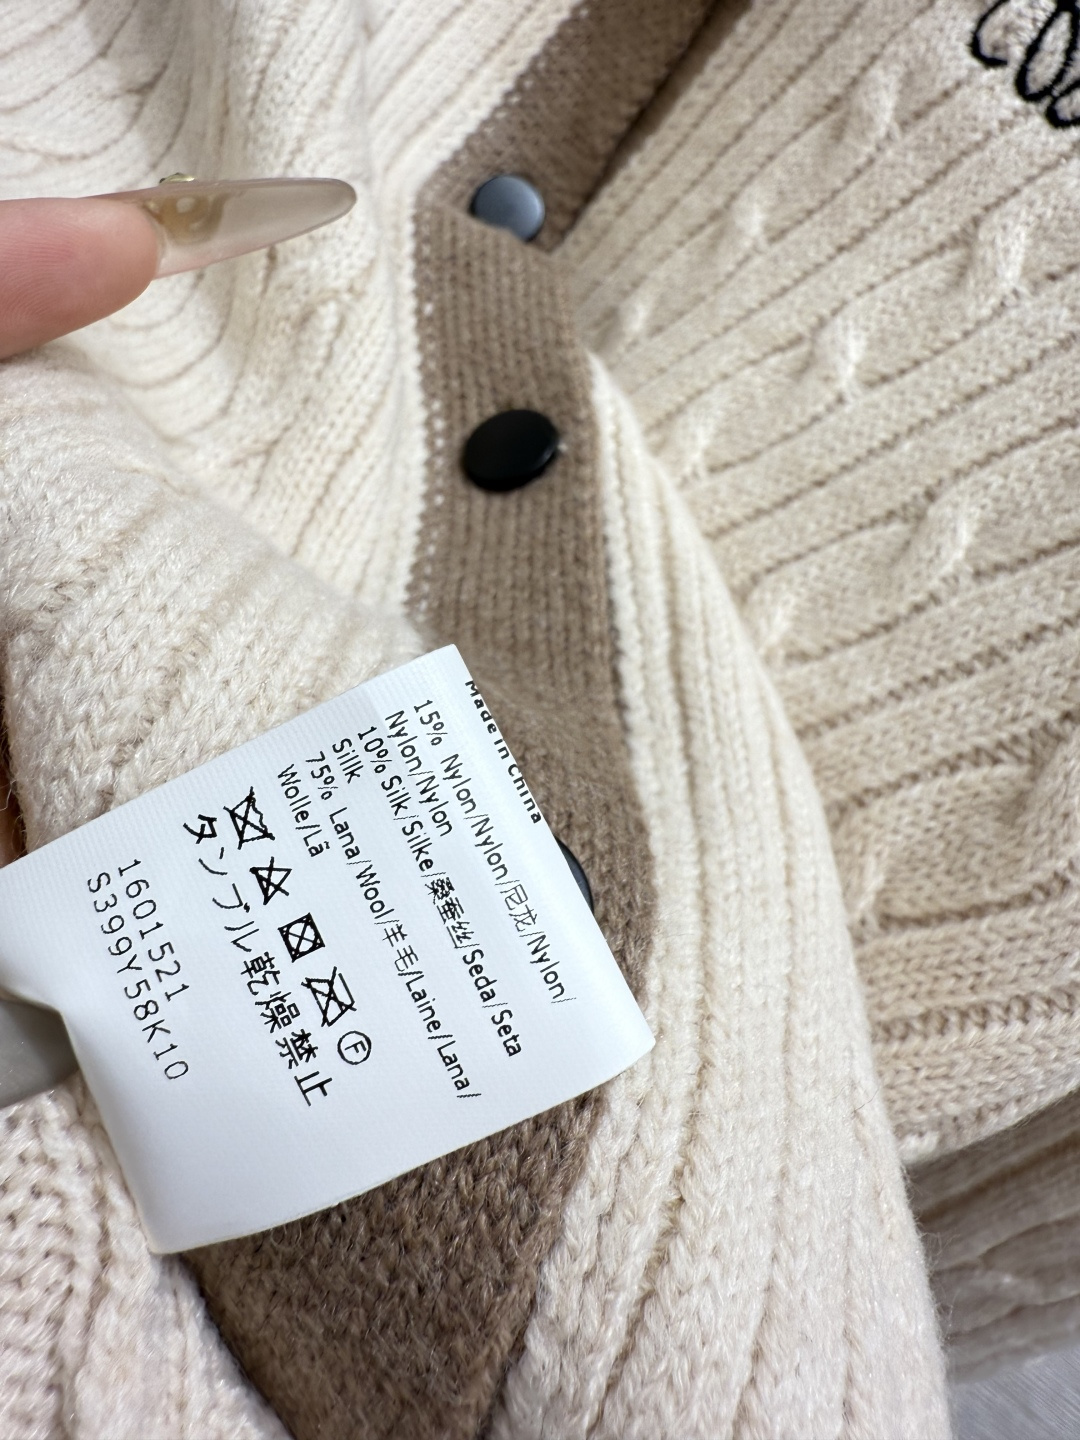 Made in China
15% Nylon/Nylon/尼龙/Nylon/
Nylon/Nylon
10% Silk/Silke/桑蚕丝/Seda/Seta
Sillk
75% Lana/Wool/羊毛/Laine/Lana/
Wolle/Lã
F
タンブル乾燥禁止
1601521
S399Y58K10